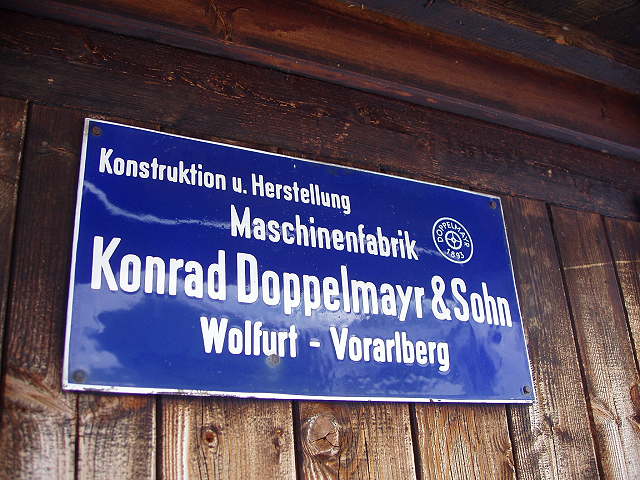 Konstruktion u. Herstellung
Maschinenfabrik
DOPPELMAYR
1893
Konrad Doppelmayr & Sohn
Wolfurt - Vorarlberg